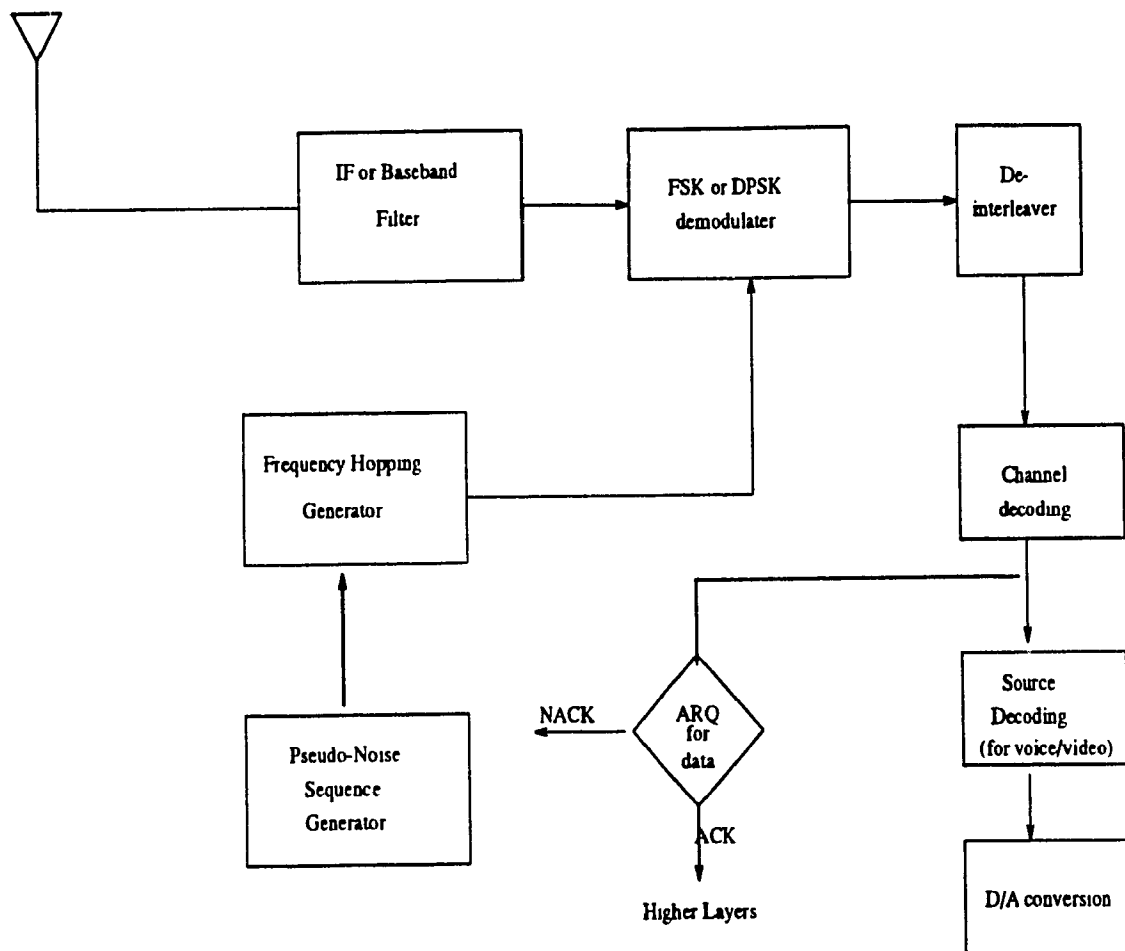 IF or Baseband
Filter
FSK or DPSK
demodulater
De-
interleaver
Frequency Hopping
Generator
Channel
decoding
Pseudo-Noise
Sequence
Generator
NACK
ARQ
for
data
ACK
Higher Layers
Source
Decoding
(for voice/video)
D/A conversion